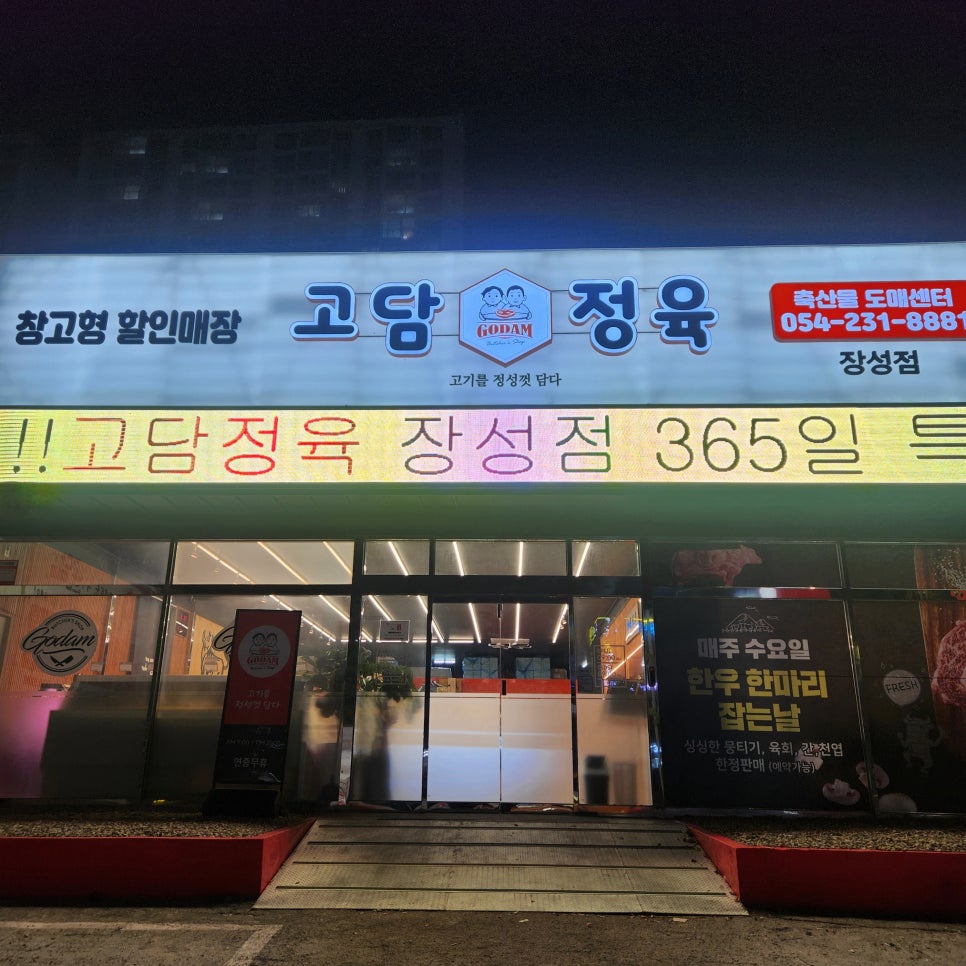 창고형 할인매장
고담
GODAM
Butcher's Shop
정육
고기를 정성껏 담다
축산물 도매센터
054-231-8881
장성점
!!고담정육 장성점 365일 특
BUTCHER'S SHOP
Godam
GODAM
고기를
정성껏 담다
연중무휴
매주 수요일
한우 한마리
잡는날
싱싱한 뭉티기, 육회, 간,천엽
한정판매 (예약가능)
FRESH